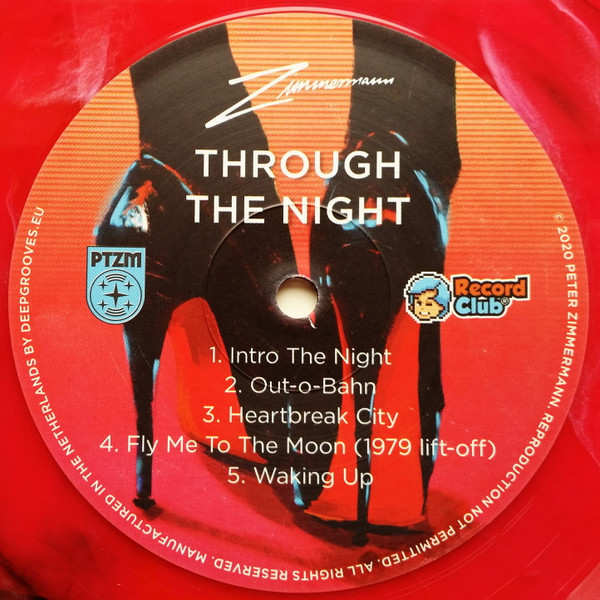 Zimmermann
THROUGH
THE NIGHT
PTZM
Record
Club®
1. Intro The Night
2. Out-o-Bahn
3. Heartbreak City
4. Fly Me To The Moon (1979 lift-off)
5. Waking Up
© 2020 PETER ZIMMERMANN. REPRODUCTION NOT PERMITTED. ALL RIGHTS RESERVED. MANUFACTURED IN THE NETHERLANDS BY DEEPGROOVES.EU